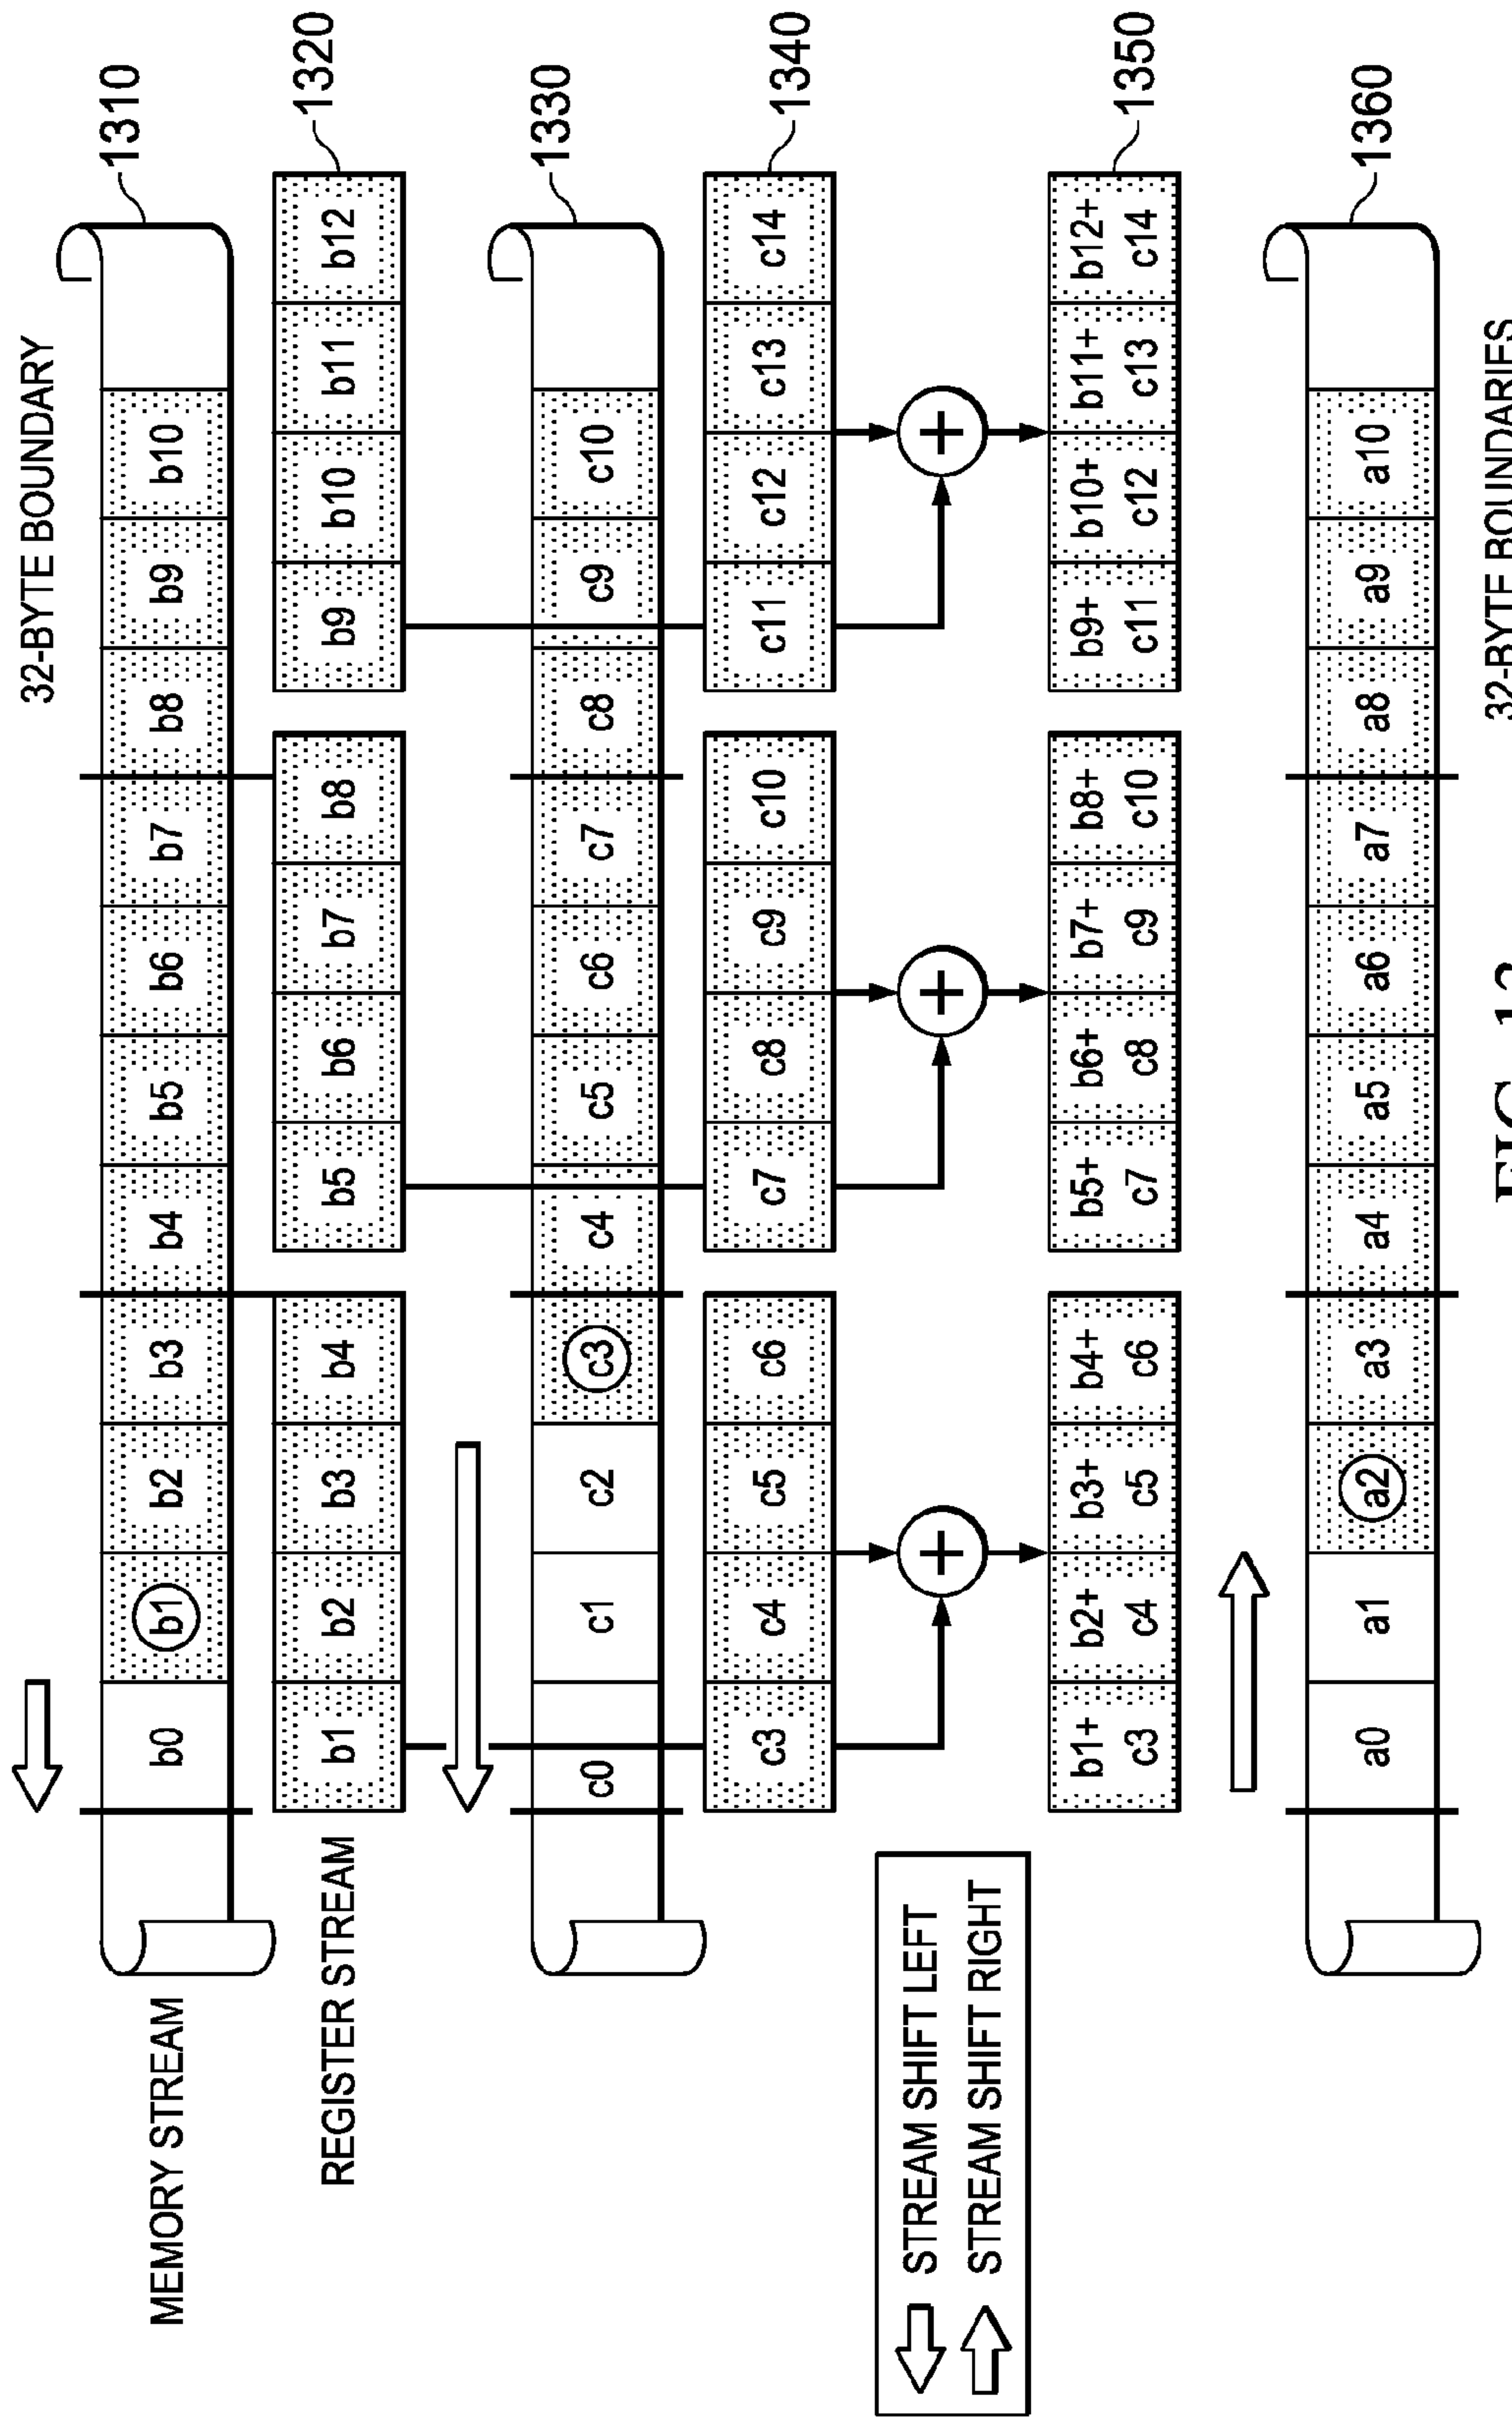 32-BYTE BOUNDARY
MEMORY STREAM
b0 b1 b2 b3 b4 b5 b6 b7 b8 b9 b10
1310
REGISTER STREAM
b1 b2 b3 b4 b5 b6 b7 b8 b9 b10 b11 b12
1320
c0 c1 c2 c3 c4 c5 c6 c7 c8 c9 c10
1330
c3 c4 c5 c6 c7 c8 c9 c10 c11 c12 c13 c14
1340
+ + +
STREAM SHIFT LEFT
STREAM SHIFT RIGHT
b1+ b2+ b3+ b4+ b5+ b6+ b7+ b8+ b9+ b10+ b11+ b12+
c3 c4 c5 c6 c7 c8 c9 c10 c11 c12 c13 c14
1350
a0 a1 a2 a3 a4 a5 a6 a7 a8 a9 a10
1360
32-BYTE BOUNDARIES
FIG. 13